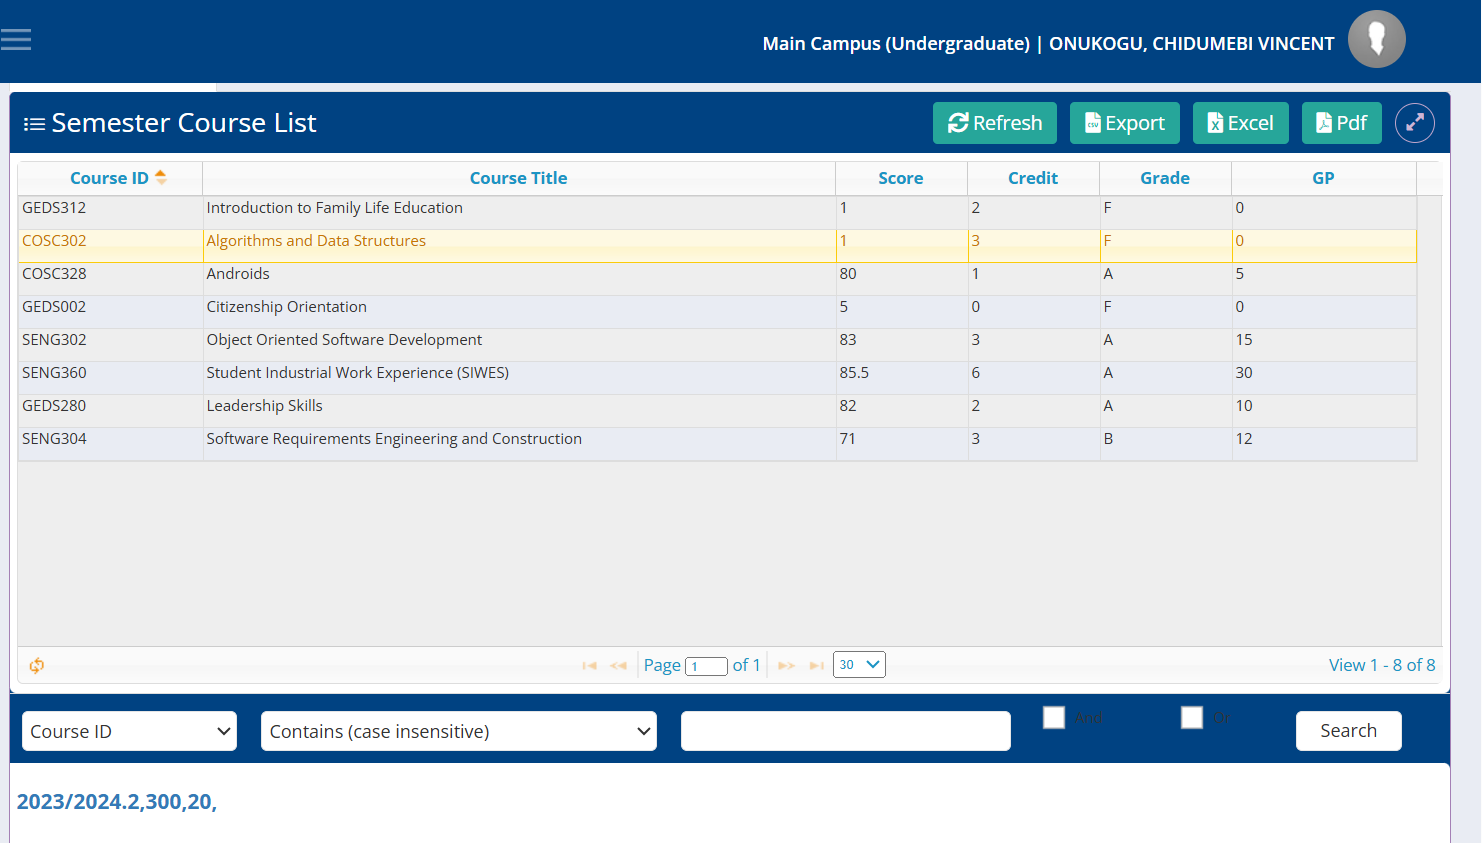 Main Campus (Undergraduate) | ONUKOGU, CHIDUMEBI VINCENT
Semester Course List
Refresh
Export
Excel
Pdf
Course ID Course Title Score Credit Grade GP
GEDS312 Introduction to Family Life Education 1 2 F 0
COSC302 Algorithms and Data Structures 1 3 F 0
COSC328 Androids 80 1 A 5
GEDS002 Citizenship Orientation 5 0 F 0
SENG302 Object Oriented Software Development 83 3 A 15
SENG360 Student Industrial Work Experience (SIWES) 85.5 6 A 30
GEDS280 Leadership Skills 82 2 A 10
SENG304 Software Requirements Engineering and Construction 71 3 B 12
Page 1 of 1 30 View 1 - 8 of 8
Course ID Contains (case insensitive) And Or Search
2023/2024.2,300,20,